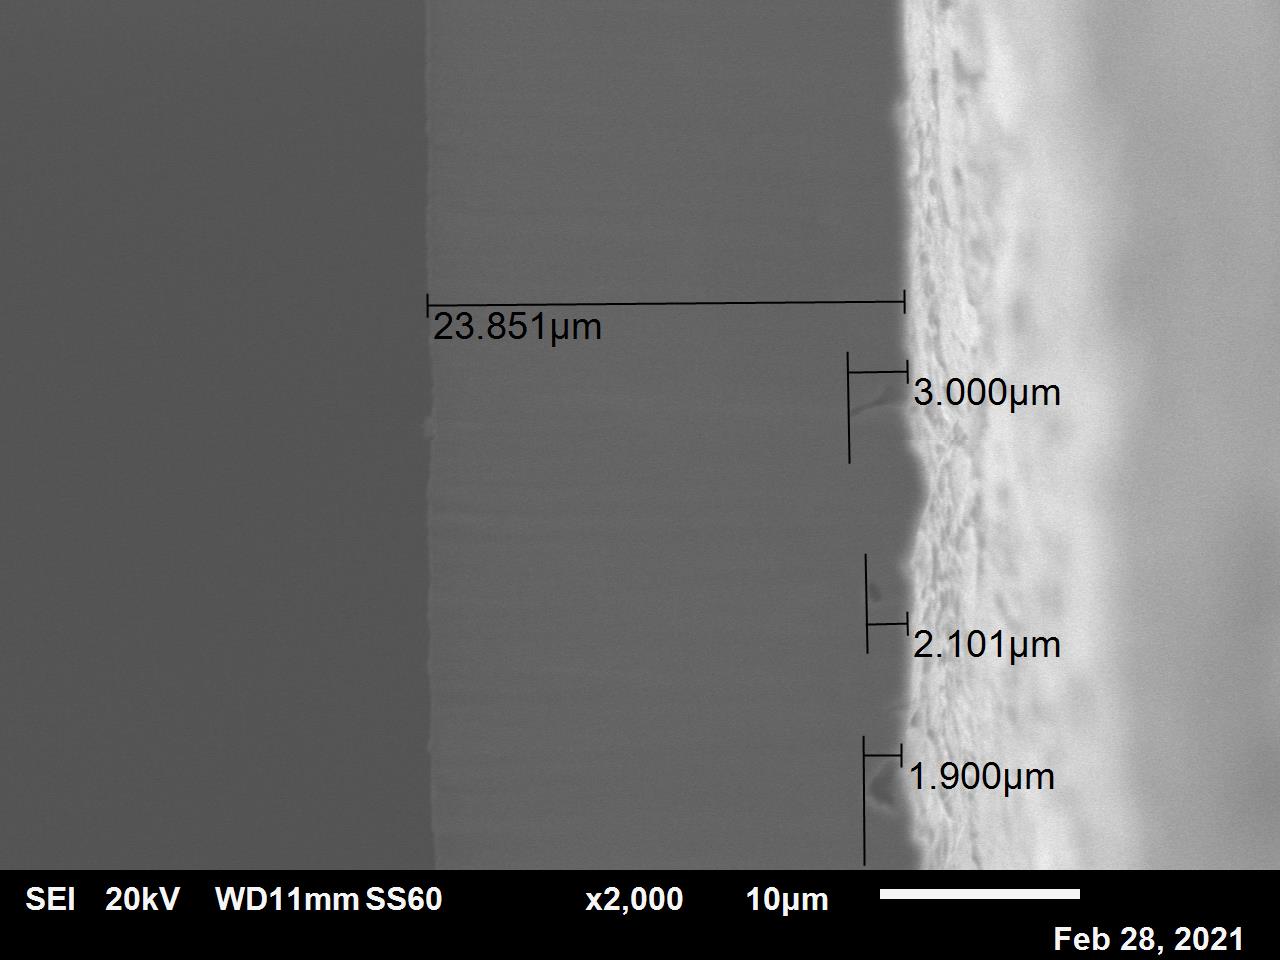 23.851µm
3.000µm
2.101µm
1.900µm
SEI 20kV WD11mm SS60 x2,000 10µm
Feb 28, 2021